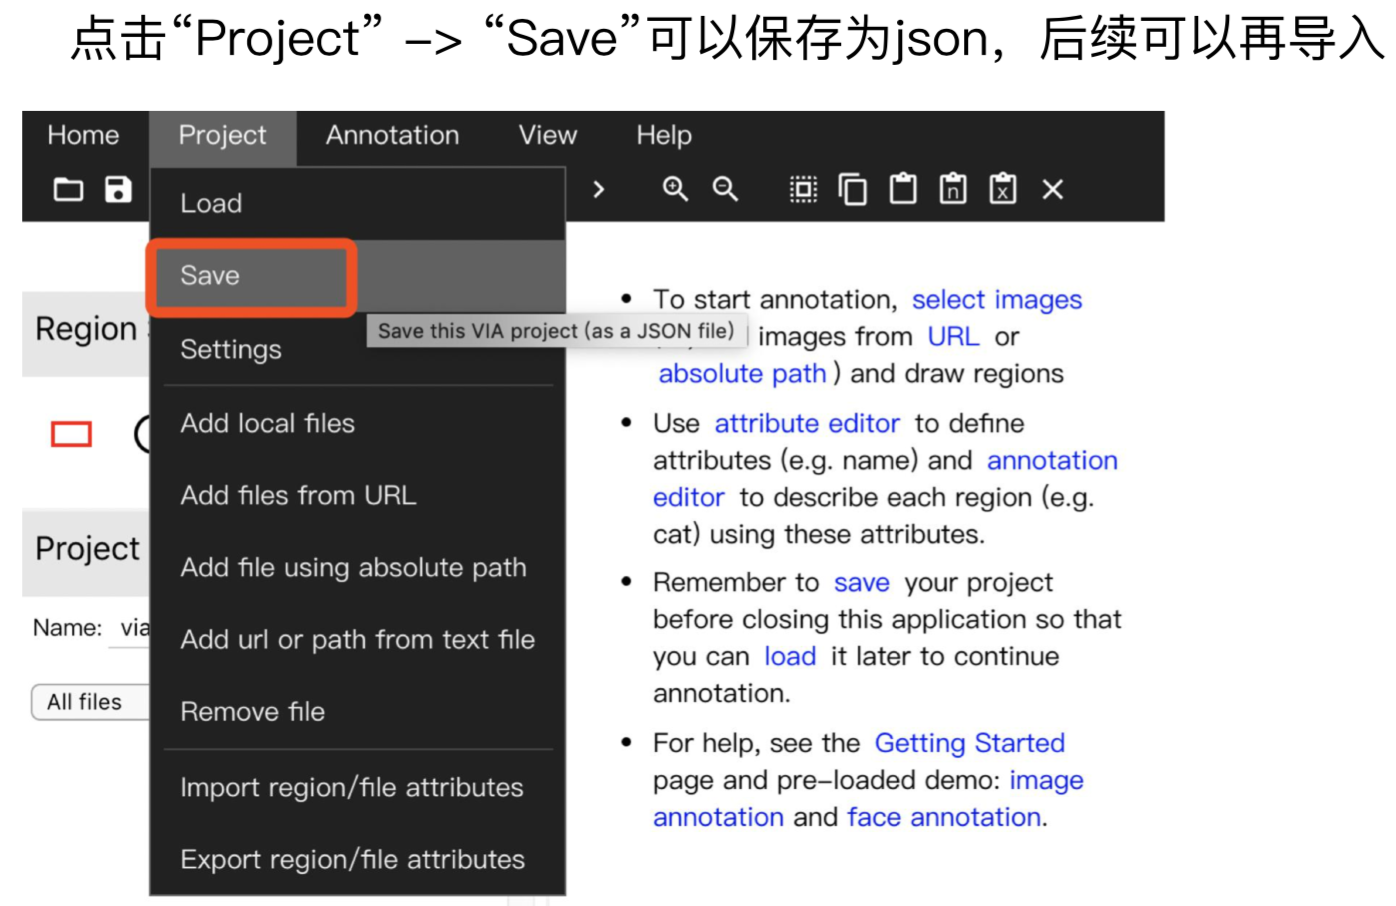 点击“Project” –> “Save”可以保存为json，后续可以再导入
Home Project Annotation View Help
Load
Save
Save this VIA project (as a JSON file)
Settings
Add local files
Add files from URL
Add file using absolute path
Add url or path from text file
Remove file
Import region/file attributes
Export region/file attributes
Region
Project
Name: via
All files
• To start annotation, select images
images from URL or
absolute path ) and draw regions
• Use attribute editor to define
attributes (e.g. name) and annotation
editor to describe each region (e.g.
cat) using these attributes.
• Remember to save your project
before closing this application so that
you can load it later to continue
annotation.
• For help, see the Getting Started
page and pre–loaded demo: image
annotation and face annotation.
n
x